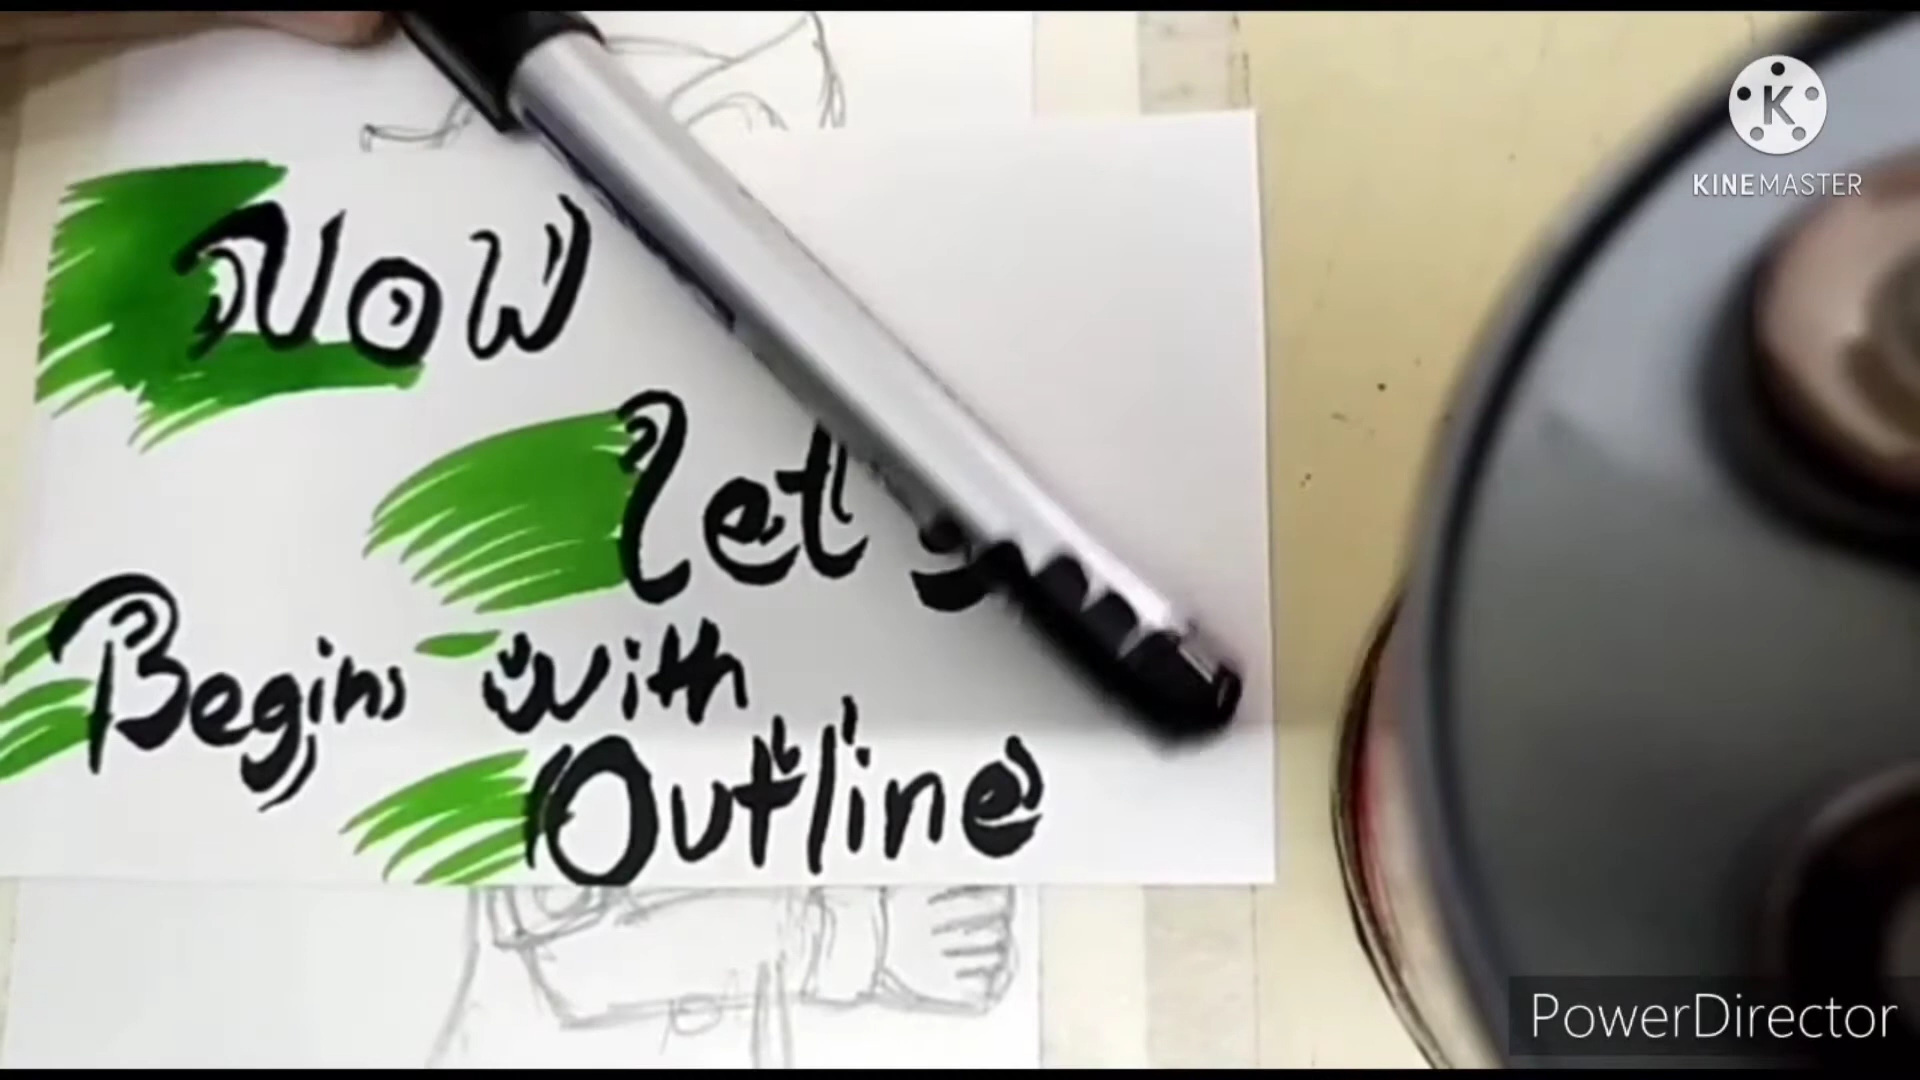 K
KINEMASTER
Now
Let's
Begins with
Outline
PowerDirector